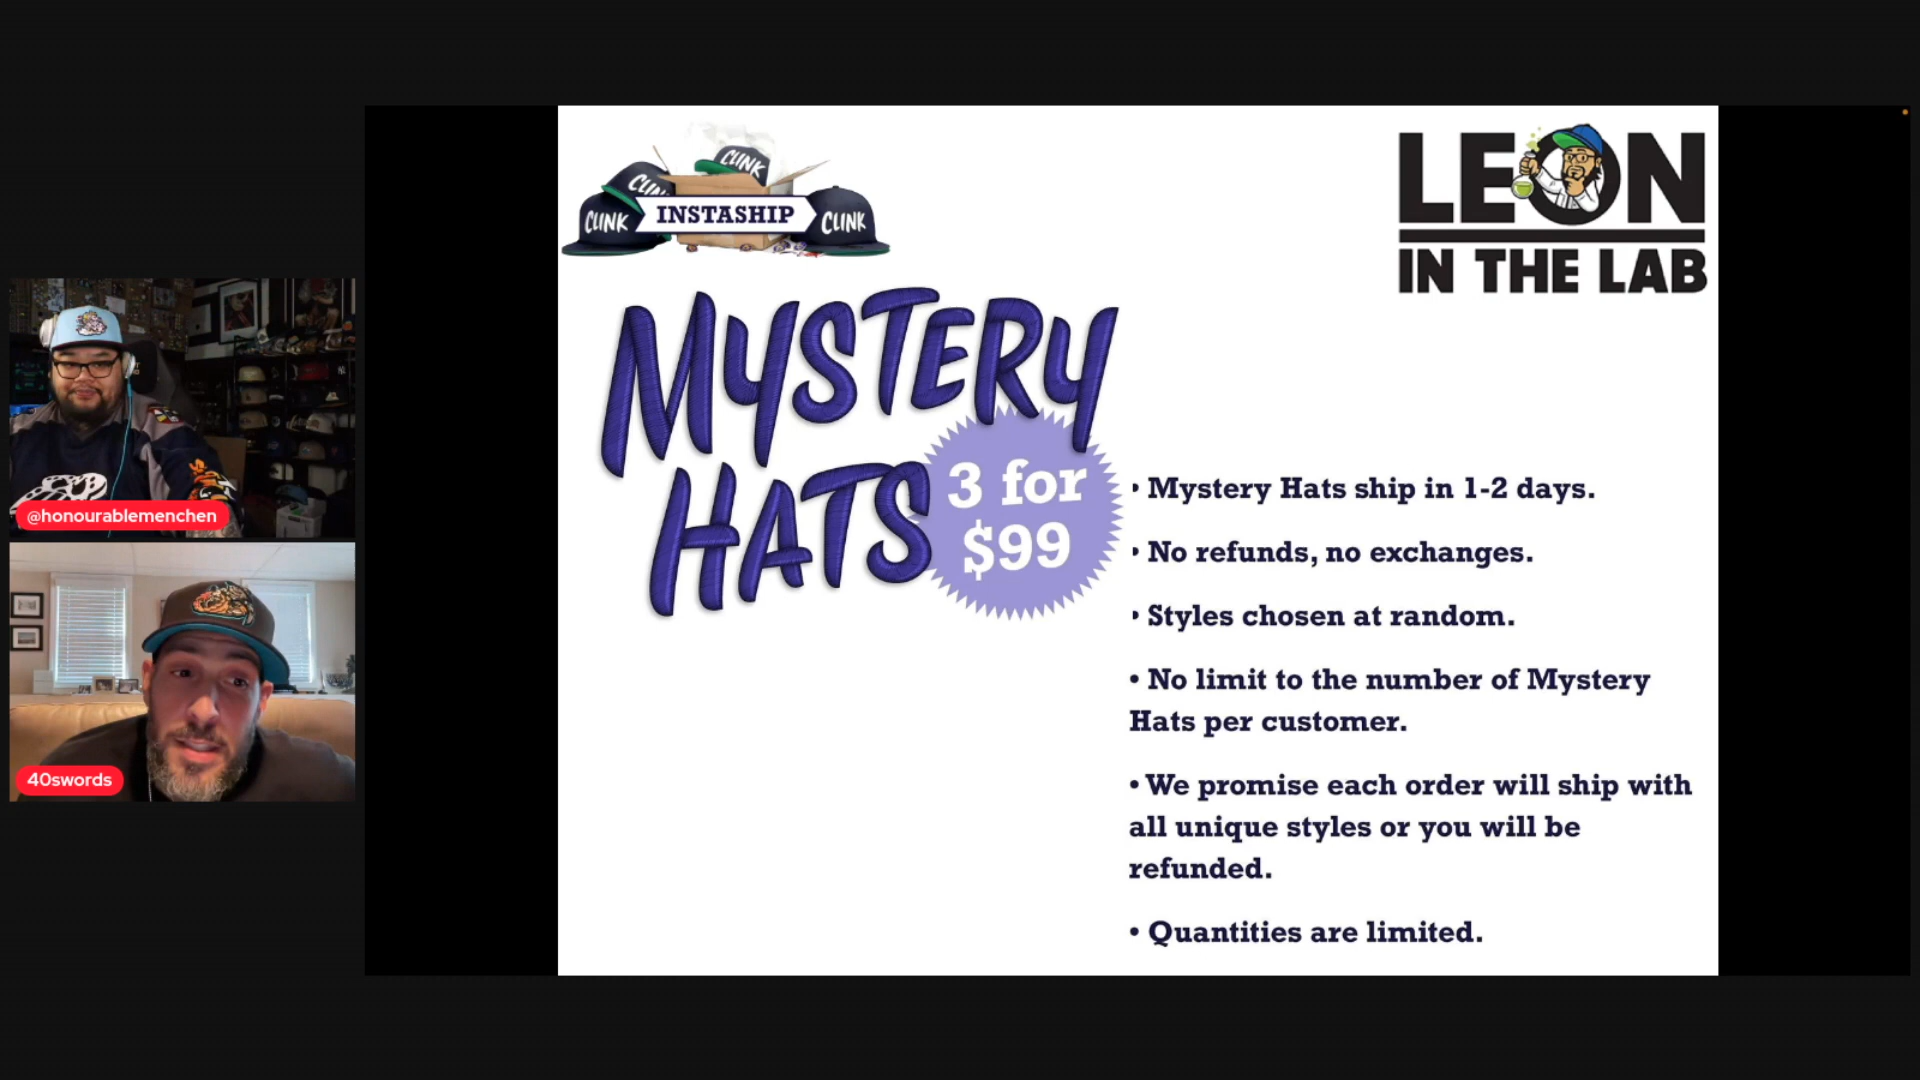 CLINK
CLINK
CLINK
CLINK
INSTASHIP
LEON
IN THE LAB
MYSTERY
HATS
3 for
$99
• Mystery Hats ship in 1-2 days.
• No refunds, no exchanges.
• Styles chosen at random.
• No limit to the number of Mystery
Hats per customer.
• We promise each order will ship with
all unique styles or you will be
refunded.
• Quantities are limited.
@honourablemenchen
40swords